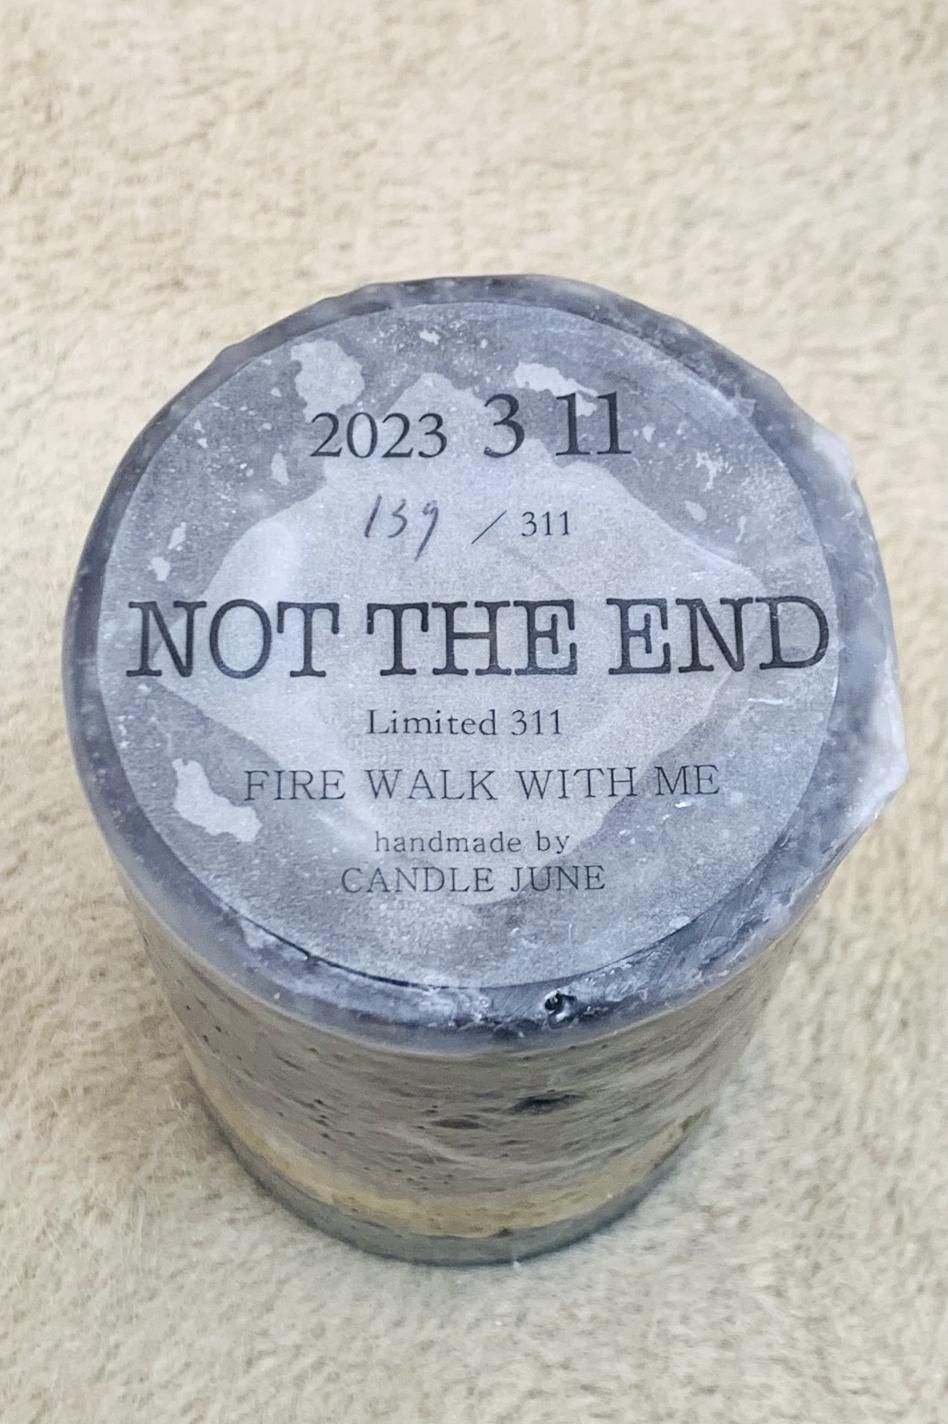 2023 3 11
139 / 311
NOT THE END
Limited 311
FIRE WALK WITH ME
handmade by
CANDLE JUNE